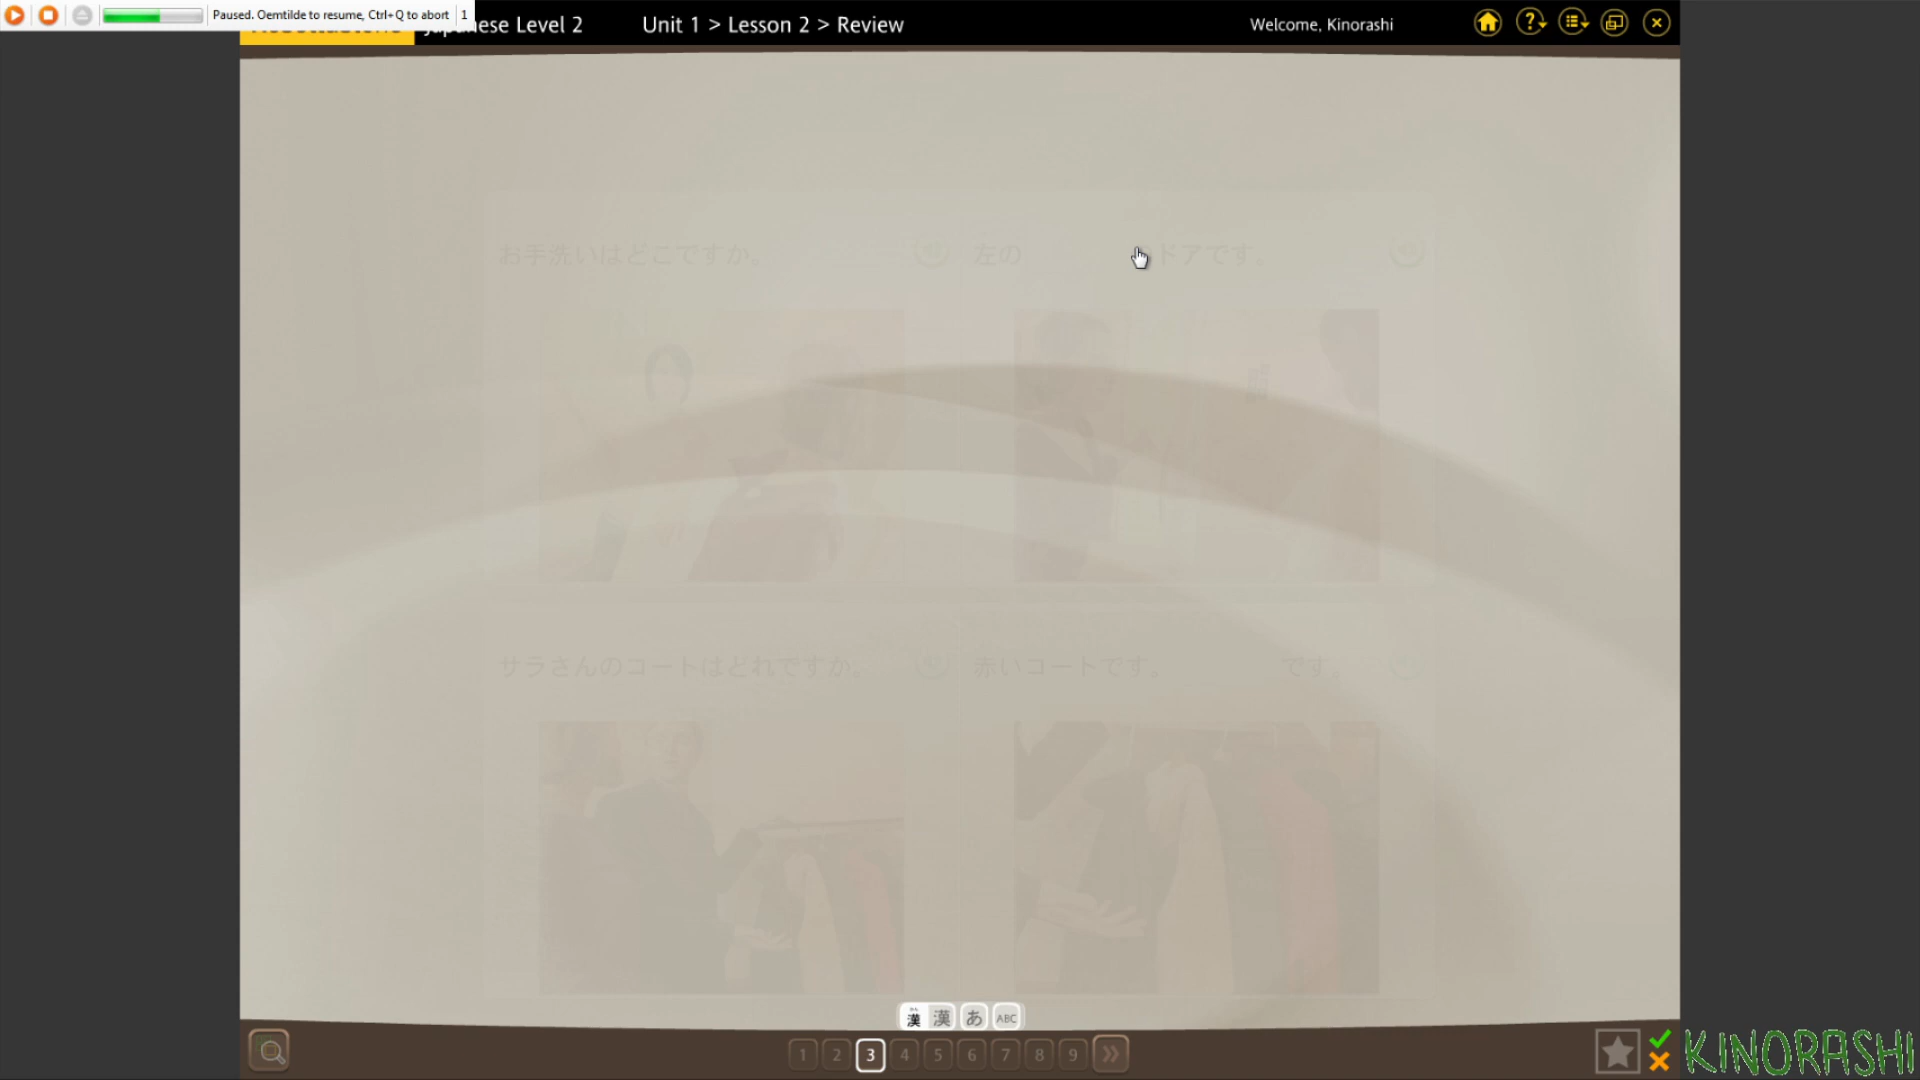 Paused. Oemtilde to resume, Ctrl+Q to abort 1
Japanese Level 2
Unit 1 > Lesson 2 > Review
Welcome, Kinorashi
お手洗いはどこですか。
左の ドアです。
サラさんのコートはどれですか。
赤いコートです。 です。
漢 漢 あ ABC
1 2 3 4 5 6 7 8 9
KINORASHI